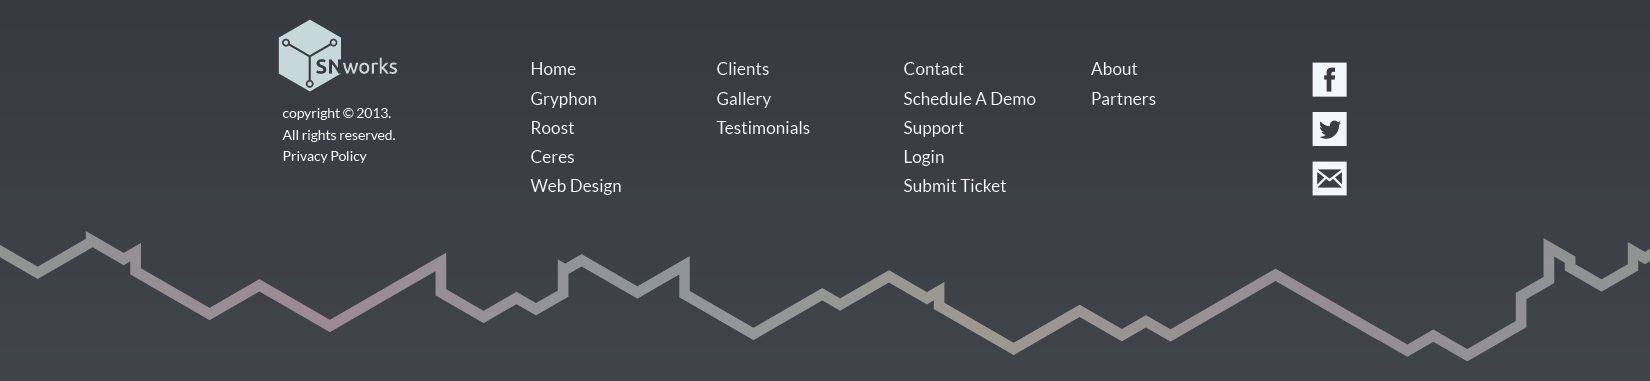 SNworks
copyright © 2013.
All rights reserved.
Privacy Policy
Home
Gryphon
Roost
Ceres
Web Design
Clients
Gallery
Testimonials
Contact
Schedule A Demo
Support
Login
Submit Ticket
About
Partners